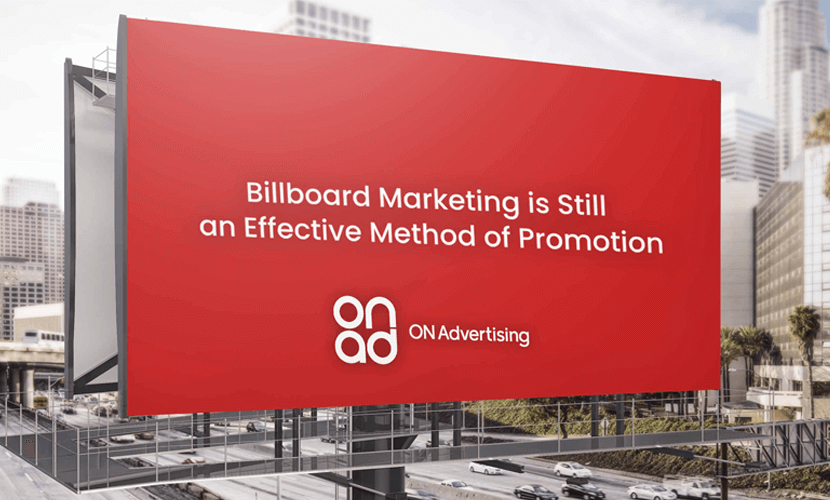 Billboard Marketing is Still
an Effective Method of Promotion
on
ad
ON Advertising